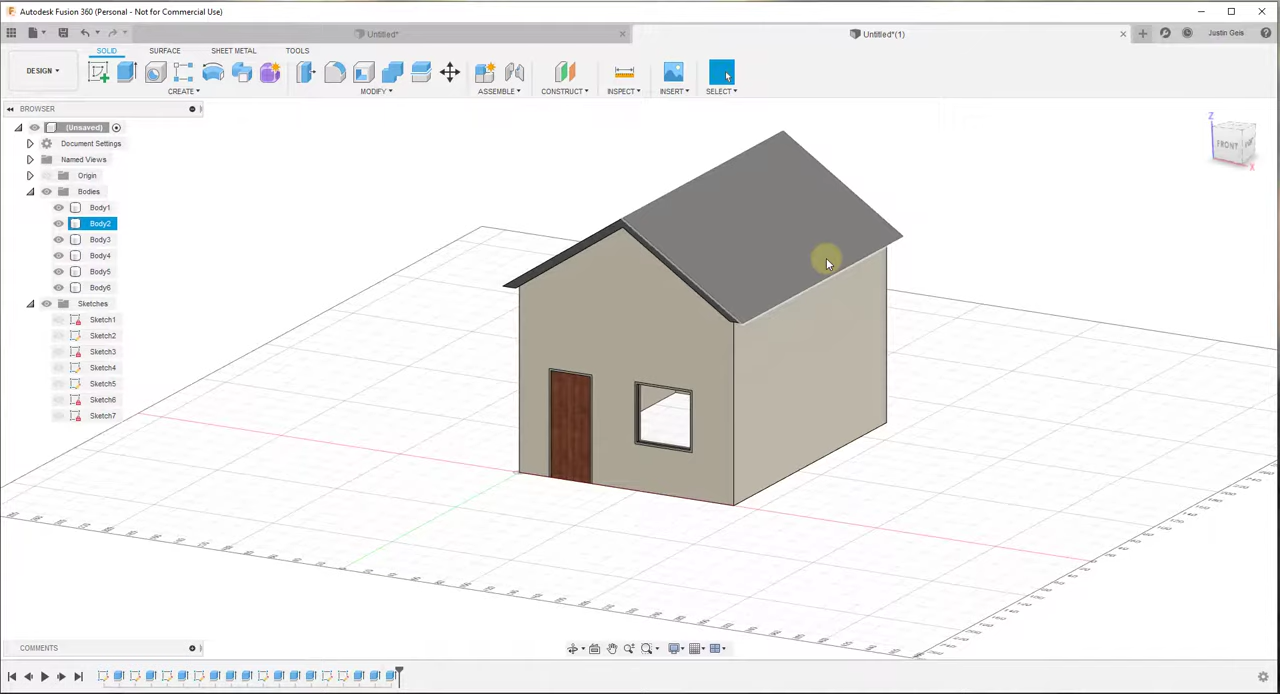 Autodesk Fusion 360 (Personal - Not for Commercial Use)
Untitled*
Untitled*(1)
Justin Geis
SOLID SURFACE SHEET METAL TOOLS
DESIGN
CREATE MODIFY ASSEMBLE CONSTRUCT INSPECT INSERT SELECT
BROWSER
(Unsaved)
Document Settings
Named Views
Origin
Bodies
Body1
Body2
Body3
Body4
Body5
Body6
Sketches
Sketch1
Sketch2
Sketch3
Sketch4
Sketch5
Sketch6
Sketch7
Z
FRONT
X
COMMENTS